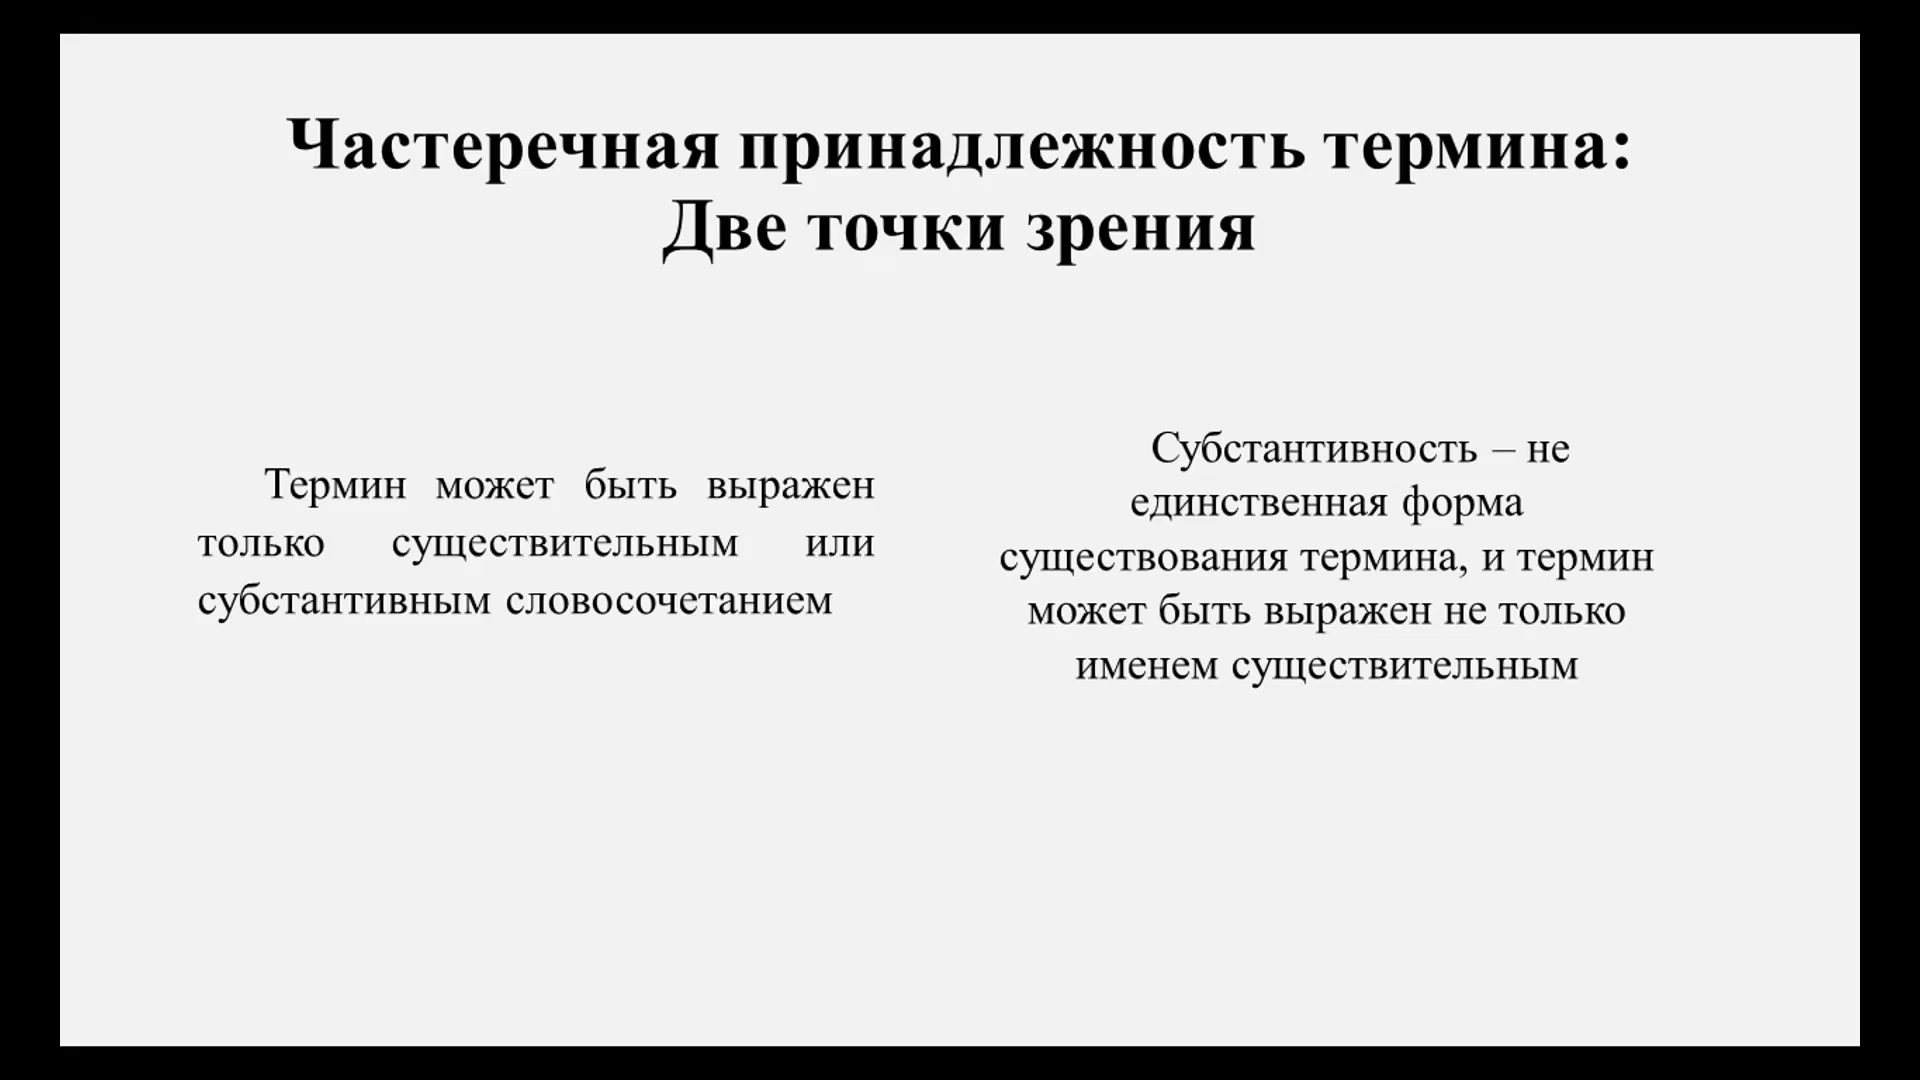 Частеречная принадлежность термина:
Две точки зрения
Термин может быть выражен
только существительным или
субстантивным словосочетанием
Субстантивность – не
единственная форма
существования термина, и термин
может быть выражен не только
именем существительным